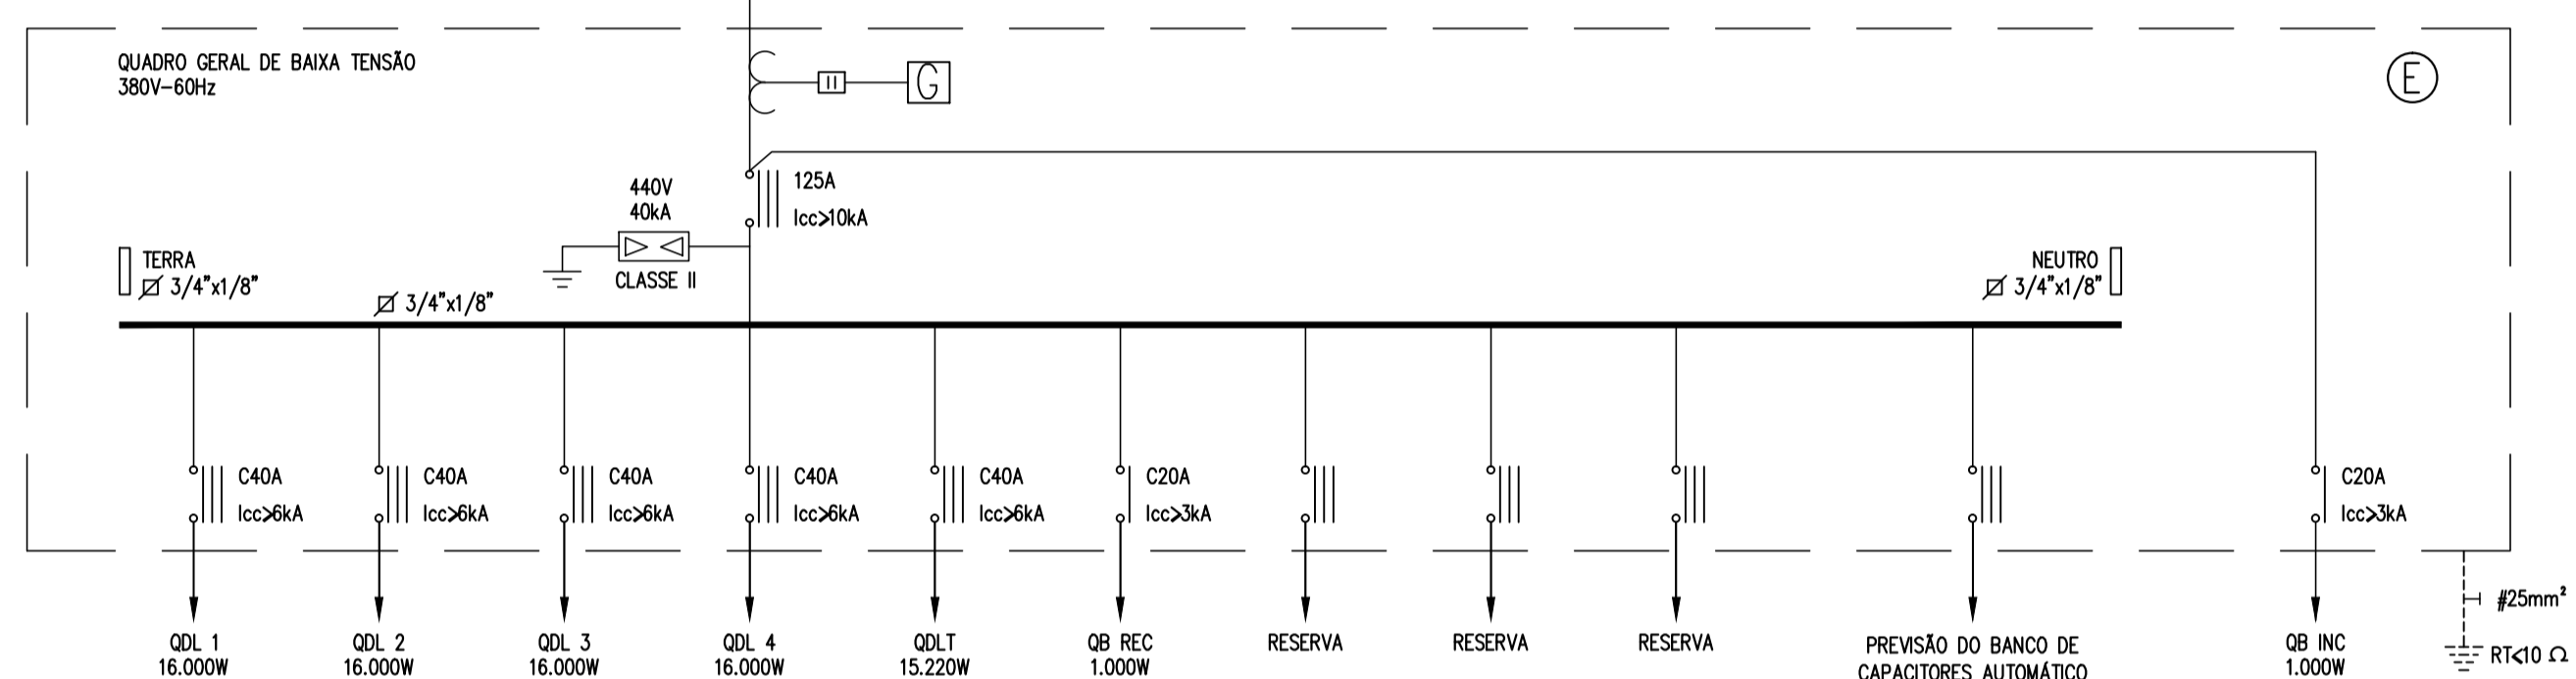 QUADRO GERAL DE BAIXA TENSÃO
380V-60Hz
G
E
125A
Icc>10kA
440V
40kA
CLASSE II
TERRA
3/4"x1/8"
3/4"x1/8"
NEUTRO
3/4"x1/8"
C40A
Icc>6kA
C40A
Icc>6kA
C40A
Icc>6kA
C40A
Icc>6kA
C40A
Icc>6kA
C20A
Icc>3kA
C20A
Icc>3kA
QDL 1
16.000W
QDL 2
16.000W
QDL 3
16.000W
QDL 4
16.000W
QDLT
15.220W
QB REC
1.000W
RESERVA
RESERVA
RESERVA
PREVISÃO DO BANCO DE
CAPACITORES AUTOMÁTICO
QB INC
1.000W
#25mm²
RT<10 Ω